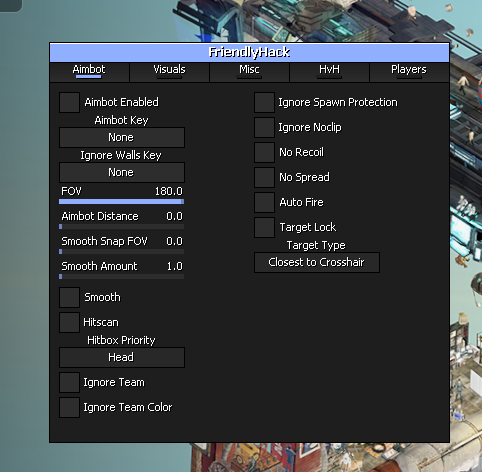 FriendlyHack
Aimbot Visuals Misc HvH Players
Aimbot Enabled
Aimbot Key
None
Ignore Walls Key
None
FOV 180.0
Aimbot Distance 0.0
Smooth Snap FOV 0.0
Smooth Amount 1.0
Smooth
Hitscan
Hitbox Priority
Head
Ignore Team
Ignore Team Color
Ignore Spawn Protection
Ignore Noclip
No Recoil
No Spread
Auto Fire
Target Lock
Target Type
Closest to Crosshair